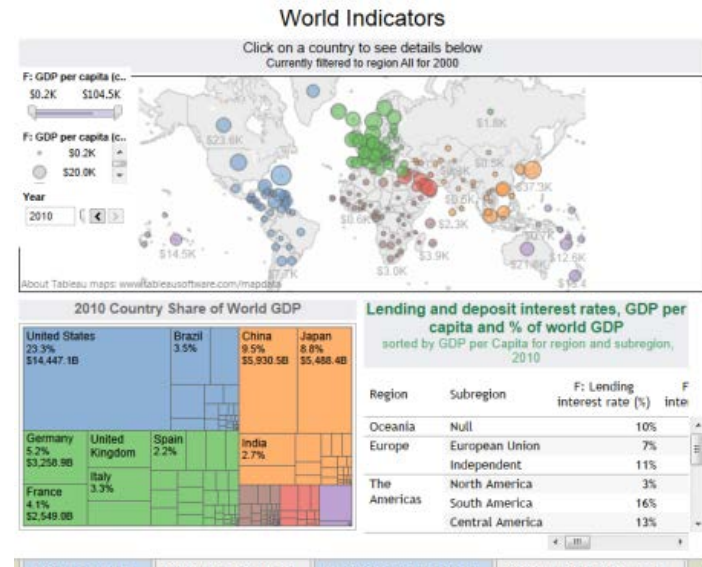 World Indicators
Click on a country to see details below
Currently filtered to region All for 2000
F: GDP per capita (c..
$0.2K $104.5K
F: GDP per capita (c..
$0.2K
$20.0K
Year
2010
$23.6K
$1.8K
$0.5K
$37.3K
$0.6K
$2.3K
$14.5K
$3.9K
$3.0K
$12.6K
About Tableau maps: www.tableausoftware.com/mapdata
2010 Country Share of World GDP
United States
23.3%
$14,447.1B
Brazil
3.5%
China
9.5%
$5,930.5B
Japan
8.8%
$5,488.4B
Germany
5.2%
$3,258.9B
United
Kingdom
Spain
2.2%
India
2.7%
Italy
3.3%
France
4.1%
$2,549.0B
Lending and deposit interest rates, GDP per
capita and % of world GDP
sorted by GDP per Capita for region and subregion,
2010
Region Subregion F: Lending interest rate (%) F inte
Oceania Null 10%
Europe European Union 7%
Independent 11%
The Americas North America 3%
South America 16%
Central America 13%